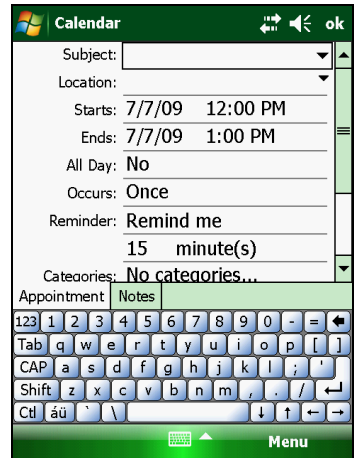 Calendar ok
Subject:
Location:
Starts: 7/7/09 12:00 PM
Ends: 7/7/09 1:00 PM
All Day: No
Occurs: Once
Reminder: Remind me
15 minute(s)
Categories: No categories...
Appointment Notes
123 1 2 3 4 5 6 7 8 9 0 - =
Tab q w e r t y u i o p [ ]
CAP a s d f g h j k l ; '
Shift z x c v b n m , . /
Ctl áü ` \
Menu